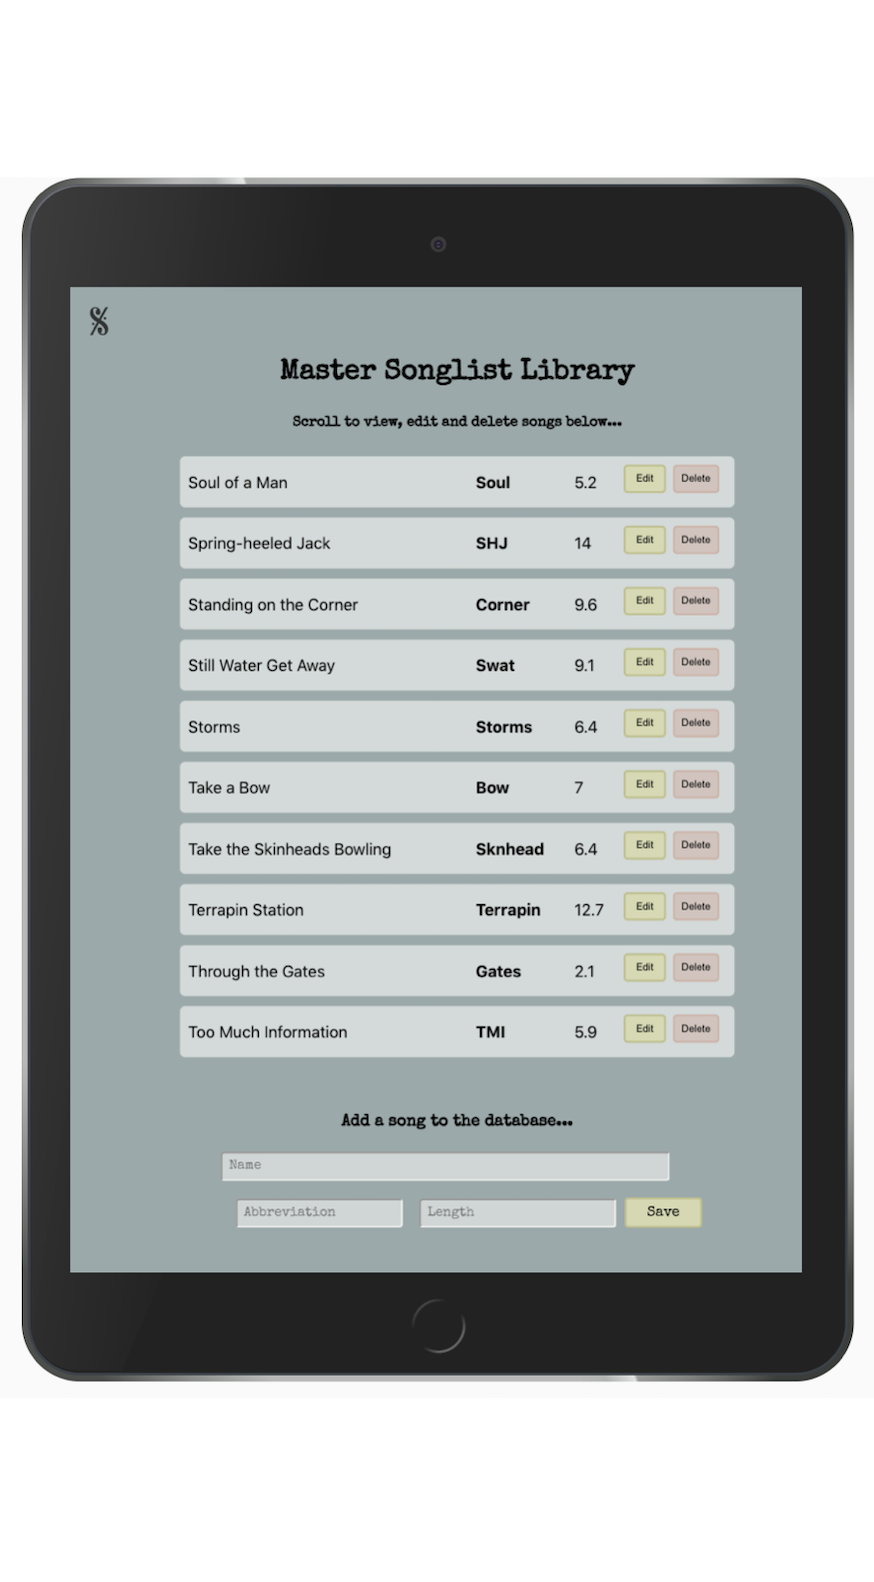 Master Songlist Library
Scroll to view, edit and delete songs below...
Soul of a Man Soul 5.2 Edit Delete
Spring-heeled Jack SHJ 14 Edit Delete
Standing on the Corner Corner 9.6 Edit Delete
Still Water Get Away Swat 9.1 Edit Delete
Storms Storms 6.4 Edit Delete
Take a Bow Bow 7 Edit Delete
Take the Skinheads Bowling Sknhead 6.4 Edit Delete
Terrapin Station Terrapin 12.7 Edit Delete
Through the Gates Gates 2.1 Edit Delete
Too Much Information TMI 5.9 Edit Delete
Add a song to the database...
Name
Abbreviation Length Save